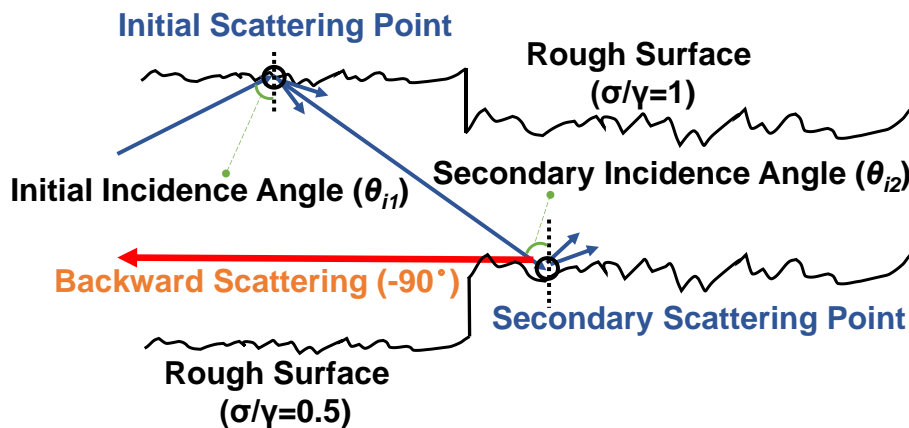 Initial Scattering Point
Rough Surface
(σ/γ=1)
Initial Incidence Angle (θi1)
Secondary Incidence Angle (θi2)
Backward Scattering (-90˚)
Secondary Scattering Point
Rough Surface
(σ/γ=0.5)